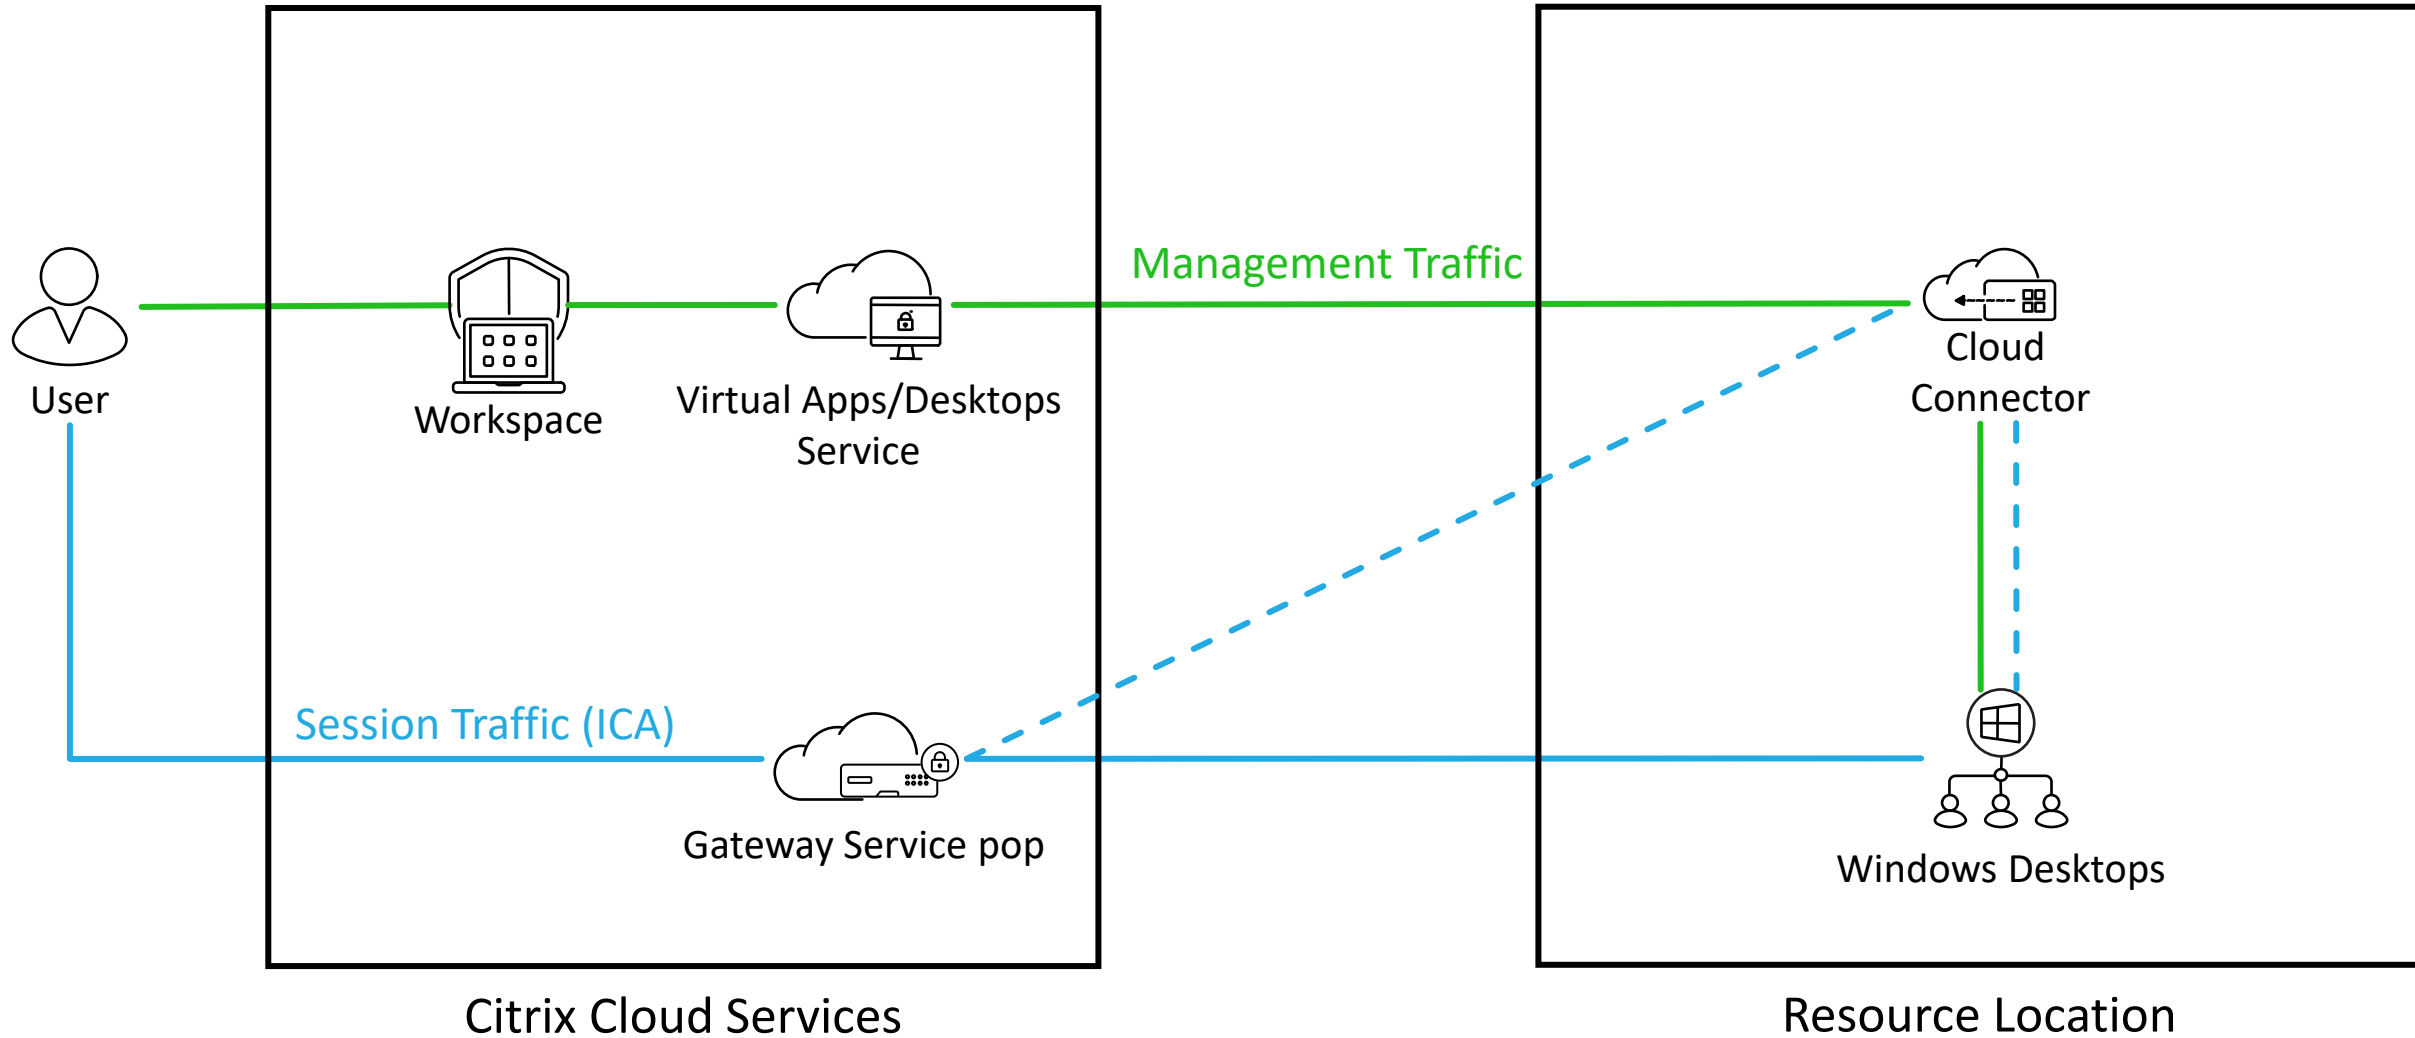 Management Traffic
Cloud
Connector
User
Workspace
Virtual Apps/Desktops
Service
Session Traffic (ICA)
Gateway Service pop
Windows Desktops
Citrix Cloud Services
Resource Location